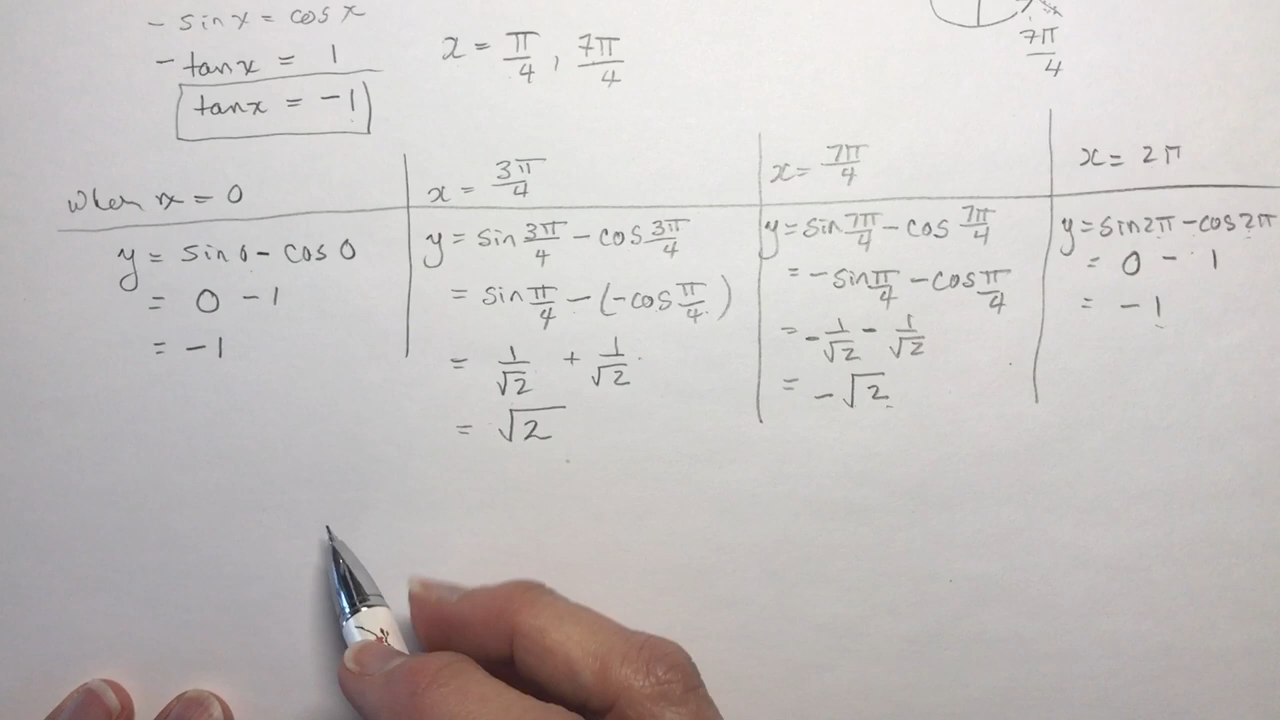 - sin x = cos x
- tan x = 1
tan x = -1
x = π/4, 7π/4
7π/4
when x = 0
y = sin 0 - cos 0
= 0 - 1
= -1
x = 3π/4
y = sin 3π/4 - cos 3π/4
= sin π/4 - (-cos π/4)
= 1/√2 + 1/√2
= √2
x = 7π/4
y = sin 7π/4 - cos 7π/4
= -sin π/4 - cos π/4
= -1/√2 - 1/√2
= -√2
x = 2π
y = sin 2π - cos 2π
= 0 - 1
= -1